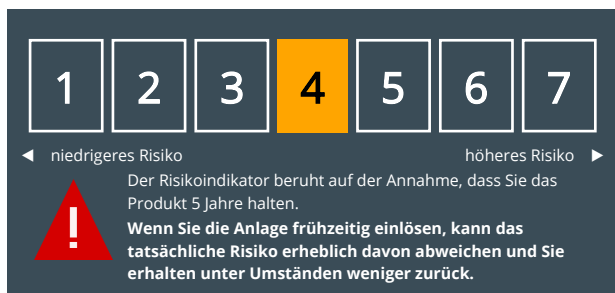 1 2 3 4 5 6 7
◄ niedrigeres Risiko höheres Risiko ►
Der Risikoindikator beruht auf der Annahme, dass Sie das
Produkt 5 Jahre halten.
Wenn Sie die Anlage frühzeitig einlösen, kann das
tatsächliche Risiko erheblich davon abweichen und Sie
erhalten unter Umständen weniger zurück.